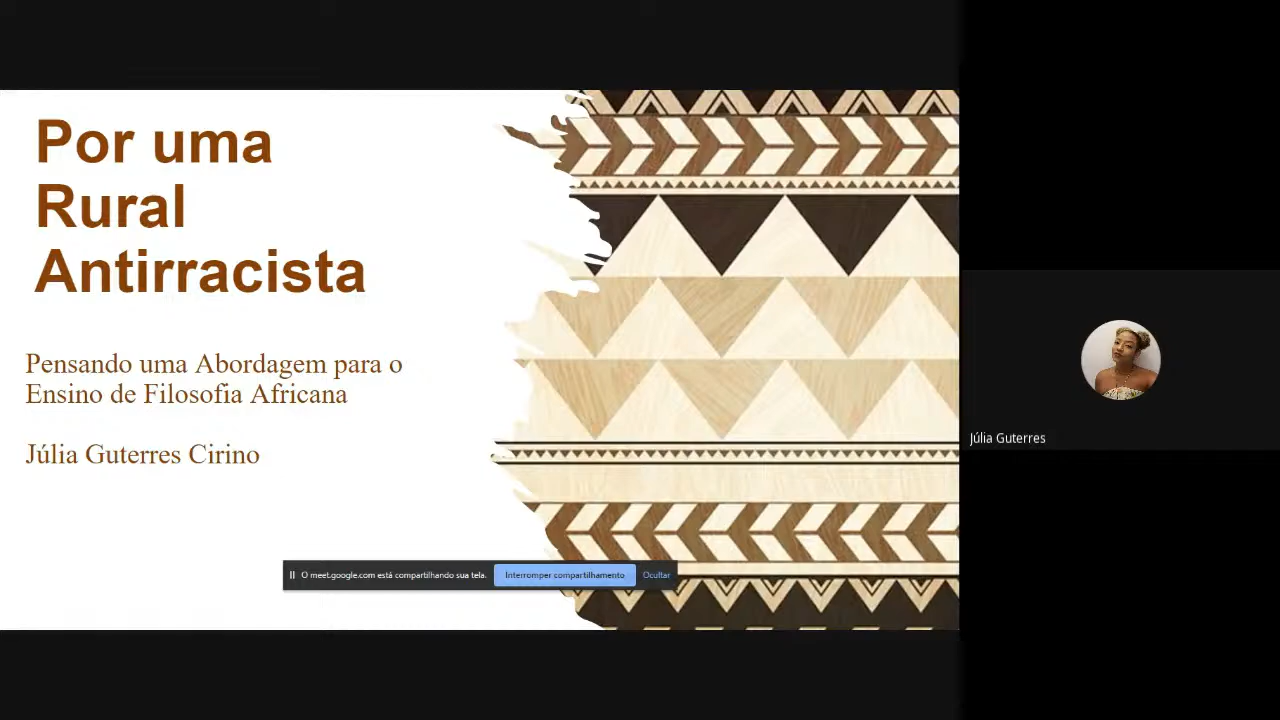 Por uma
Rural
Antirracista
Pensando uma Abordagem para o
Ensino de Filosofia Africana
Júlia Guterres Cirino
O meet.google.com está compartilhando sua tela.
Interromper compartilhamento
Ocultar
Júlia Guterres